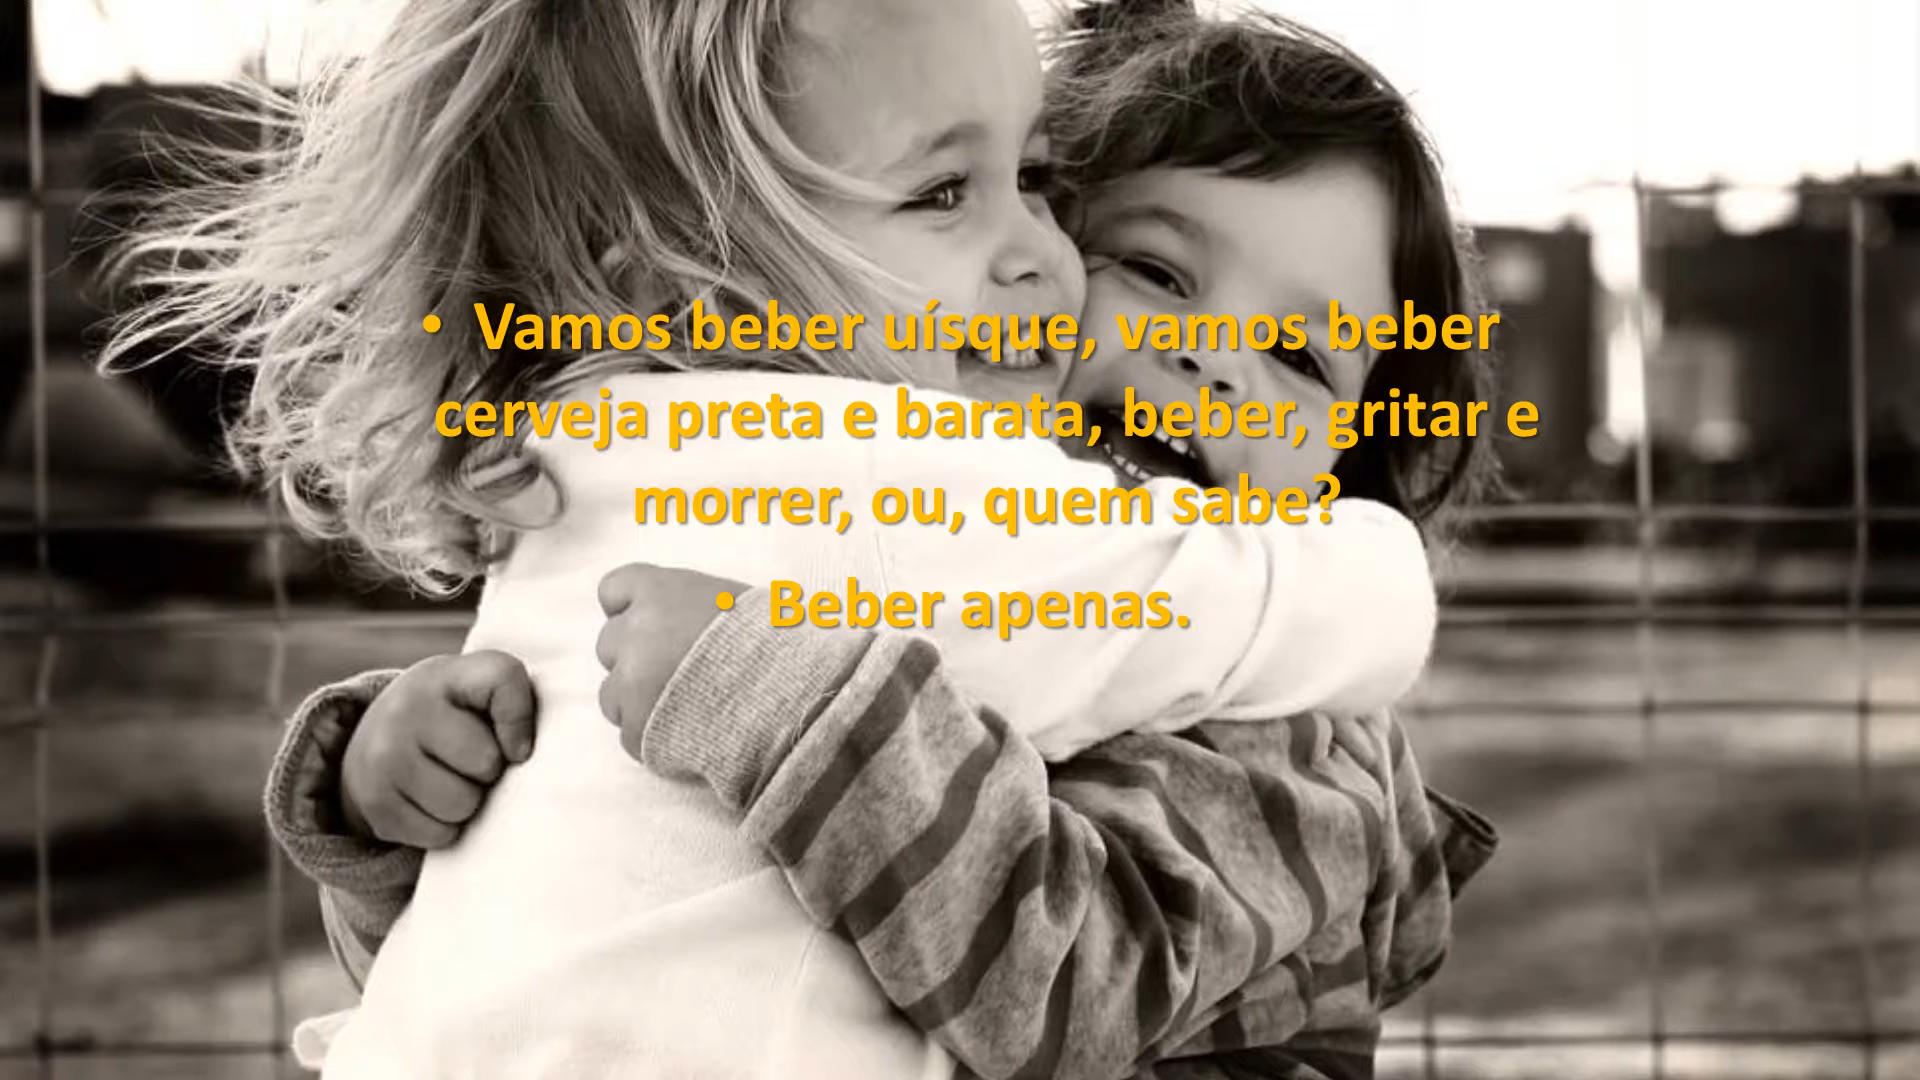 • Vamos beber uísque, vamos beber
cerveja preta e barata, beber, gritar e
morrer, ou, quem sabe?
• Beber apenas.